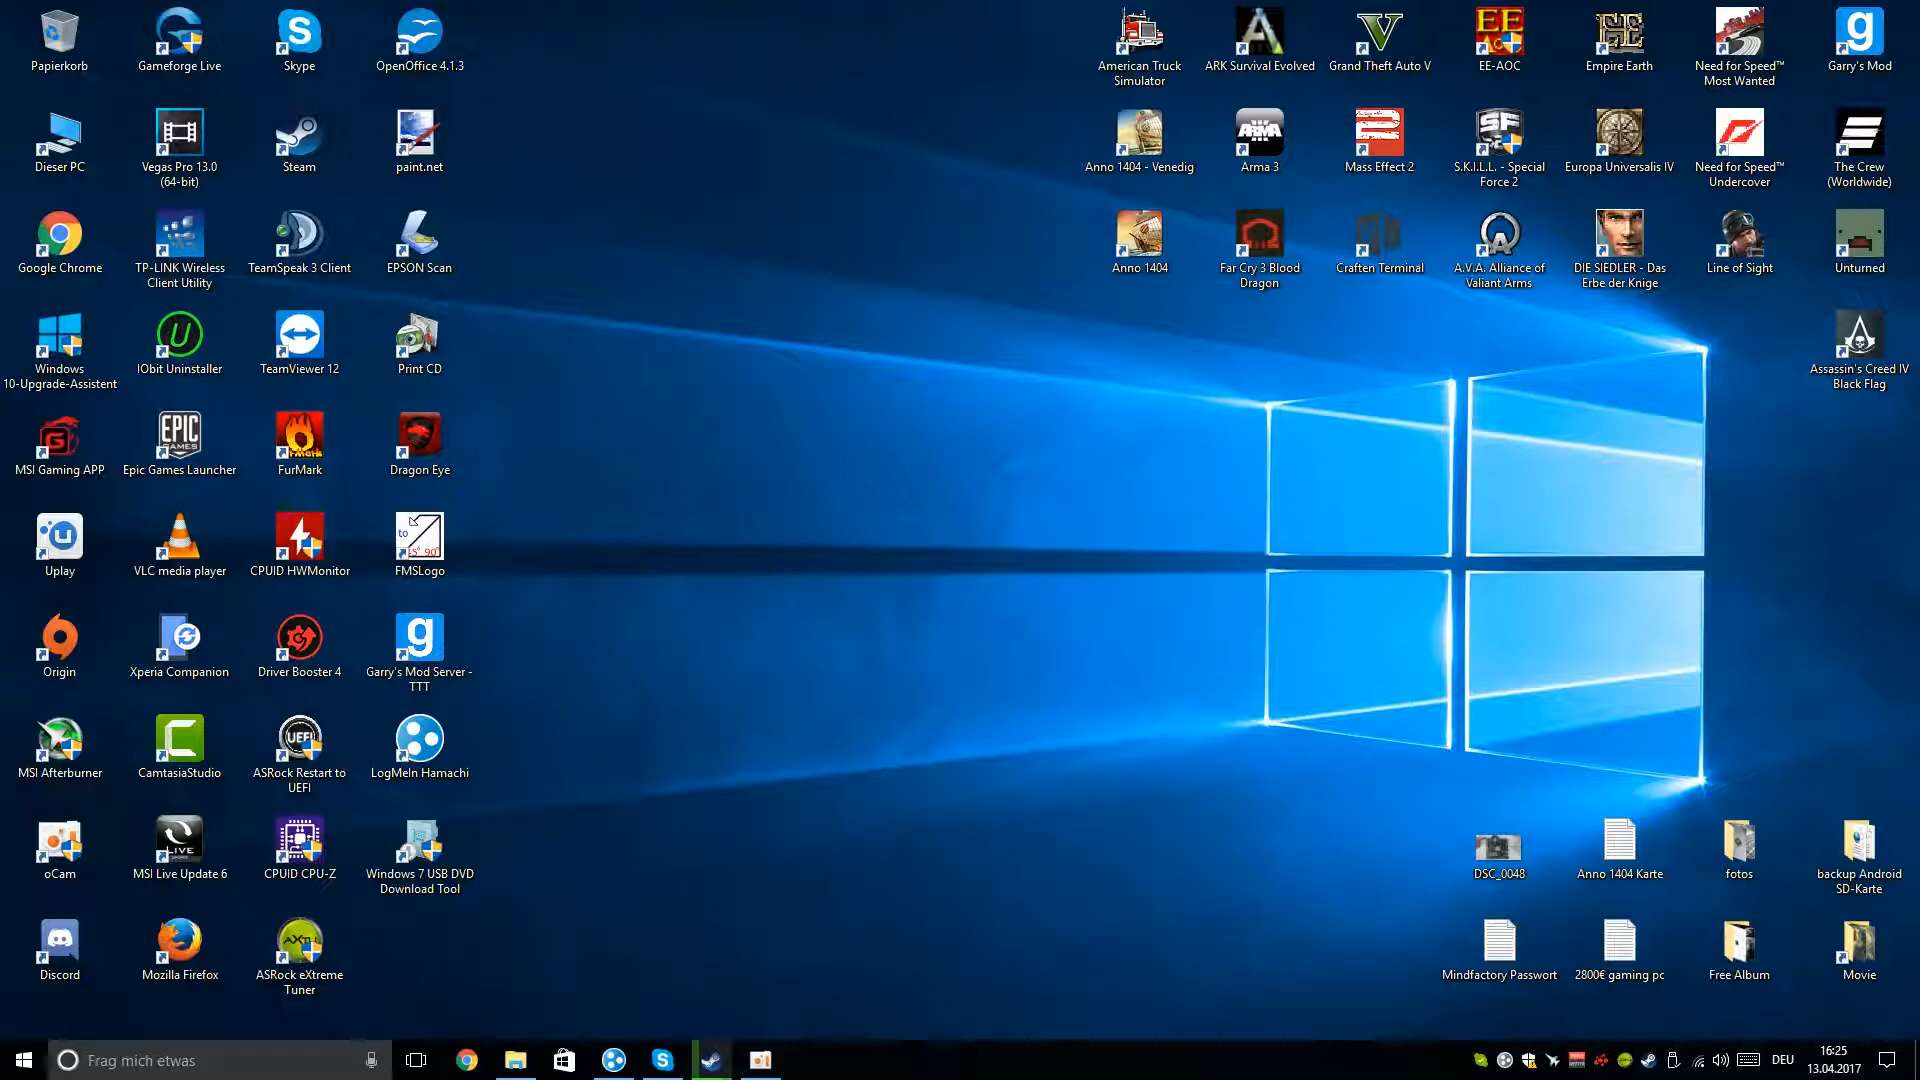 Papierkorb
Gameforge Live
Skype
OpenOffice 4.1.3
American Truck
Simulator
ARK Survival Evolved
Grand Theft Auto V
EE-AOC
Empire Earth
Need for Speed™
Most Wanted
Garry's Mod
Dieser PC
Vegas Pro 13.0
(64-bit)
Steam
paint.net
Anno 1404 - Venedig
Arma 3
Mass Effect 2
S.K.I.L.L. - Special
Force 2
Europa Universalis IV
Need for Speed™
Undercover
The Crew
(Worldwide)
Google Chrome
TP-LINK Wireless
Client Utility
TeamSpeak 3 Client
EPSON Scan
Anno 1404
Far Cry 3 Blood
Dragon
Craften Terminal
A.V.A. Alliance of
Valiant Arms
DIE SIEDLER - Das
Erbe der Knige
Line of Sight
Unturned
Windows
10-Upgrade-Assistent
IObit Uninstaller
TeamViewer 12
Print CD
Assassin's Creed IV
Black Flag
MSI Gaming APP
Epic Games Launcher
FurMark
Dragon Eye
Uplay
VLC media player
CPUID HWMonitor
FMSLogo
Origin
Xperia Companion
Driver Booster 4
Garry's Mod Server -
TTT
MSI Afterburner
CamtasiaStudio
ASRock Restart to
UEFI
LogMeIn Hamachi
oCam
MSI Live Update 6
CPUID CPU-Z
Windows 7 USB DVD
Download Tool
DSC_0048
Anno 1404 Karte
fotos
backup Android
SD-Karte
Discord
Mozilla Firefox
ASRock eXtreme
Tuner
Mindfactory Passwort
2800€ gaming pc
Free Album
Movie
Frag mich etwas
DEU
16:25
13.04.2017